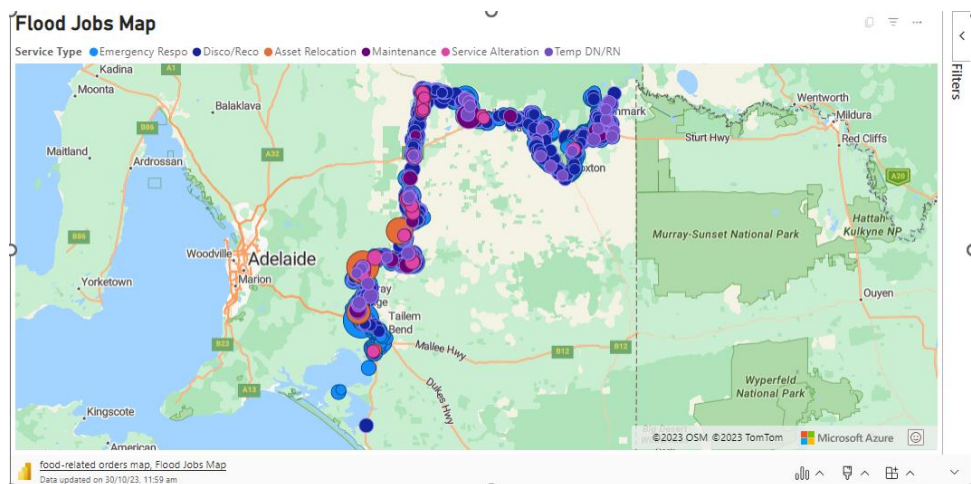 Flood Jobs Map
Service Type Emergency Respo Disco/Reco Asset Relocation Maintenance Service Alteration Temp DN/RN
Filters
Kadina
A1
Moonta
Balaklava
B86
Maitland
Ardrossan
A32
B86
Woodville
Adelaide
Marion
Yorketown
B23
A13
Kingscote
American
Tailem
Bend
Mallee Hwy
Dukes Hwy
B12
B12
oxton
nmark
Sturt Hwy
Wentworth
Mildura
Red Cliffs
A20
Hattah
Kulkyne NP
Murray-Sunset National Park
Ouyen
Wyperfeld
National Park
©2023 OSM ©2023 TomTom Microsoft Azure
food-related orders map, Flood Jobs Map
Data updated on 30/10/23, 11:59 am